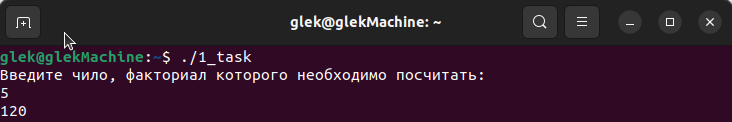 glek@glekMachine: ~
glek@glekMachine:~$ ./1_task
Введите чило, факториал которого необходимо посчитать:
5
120